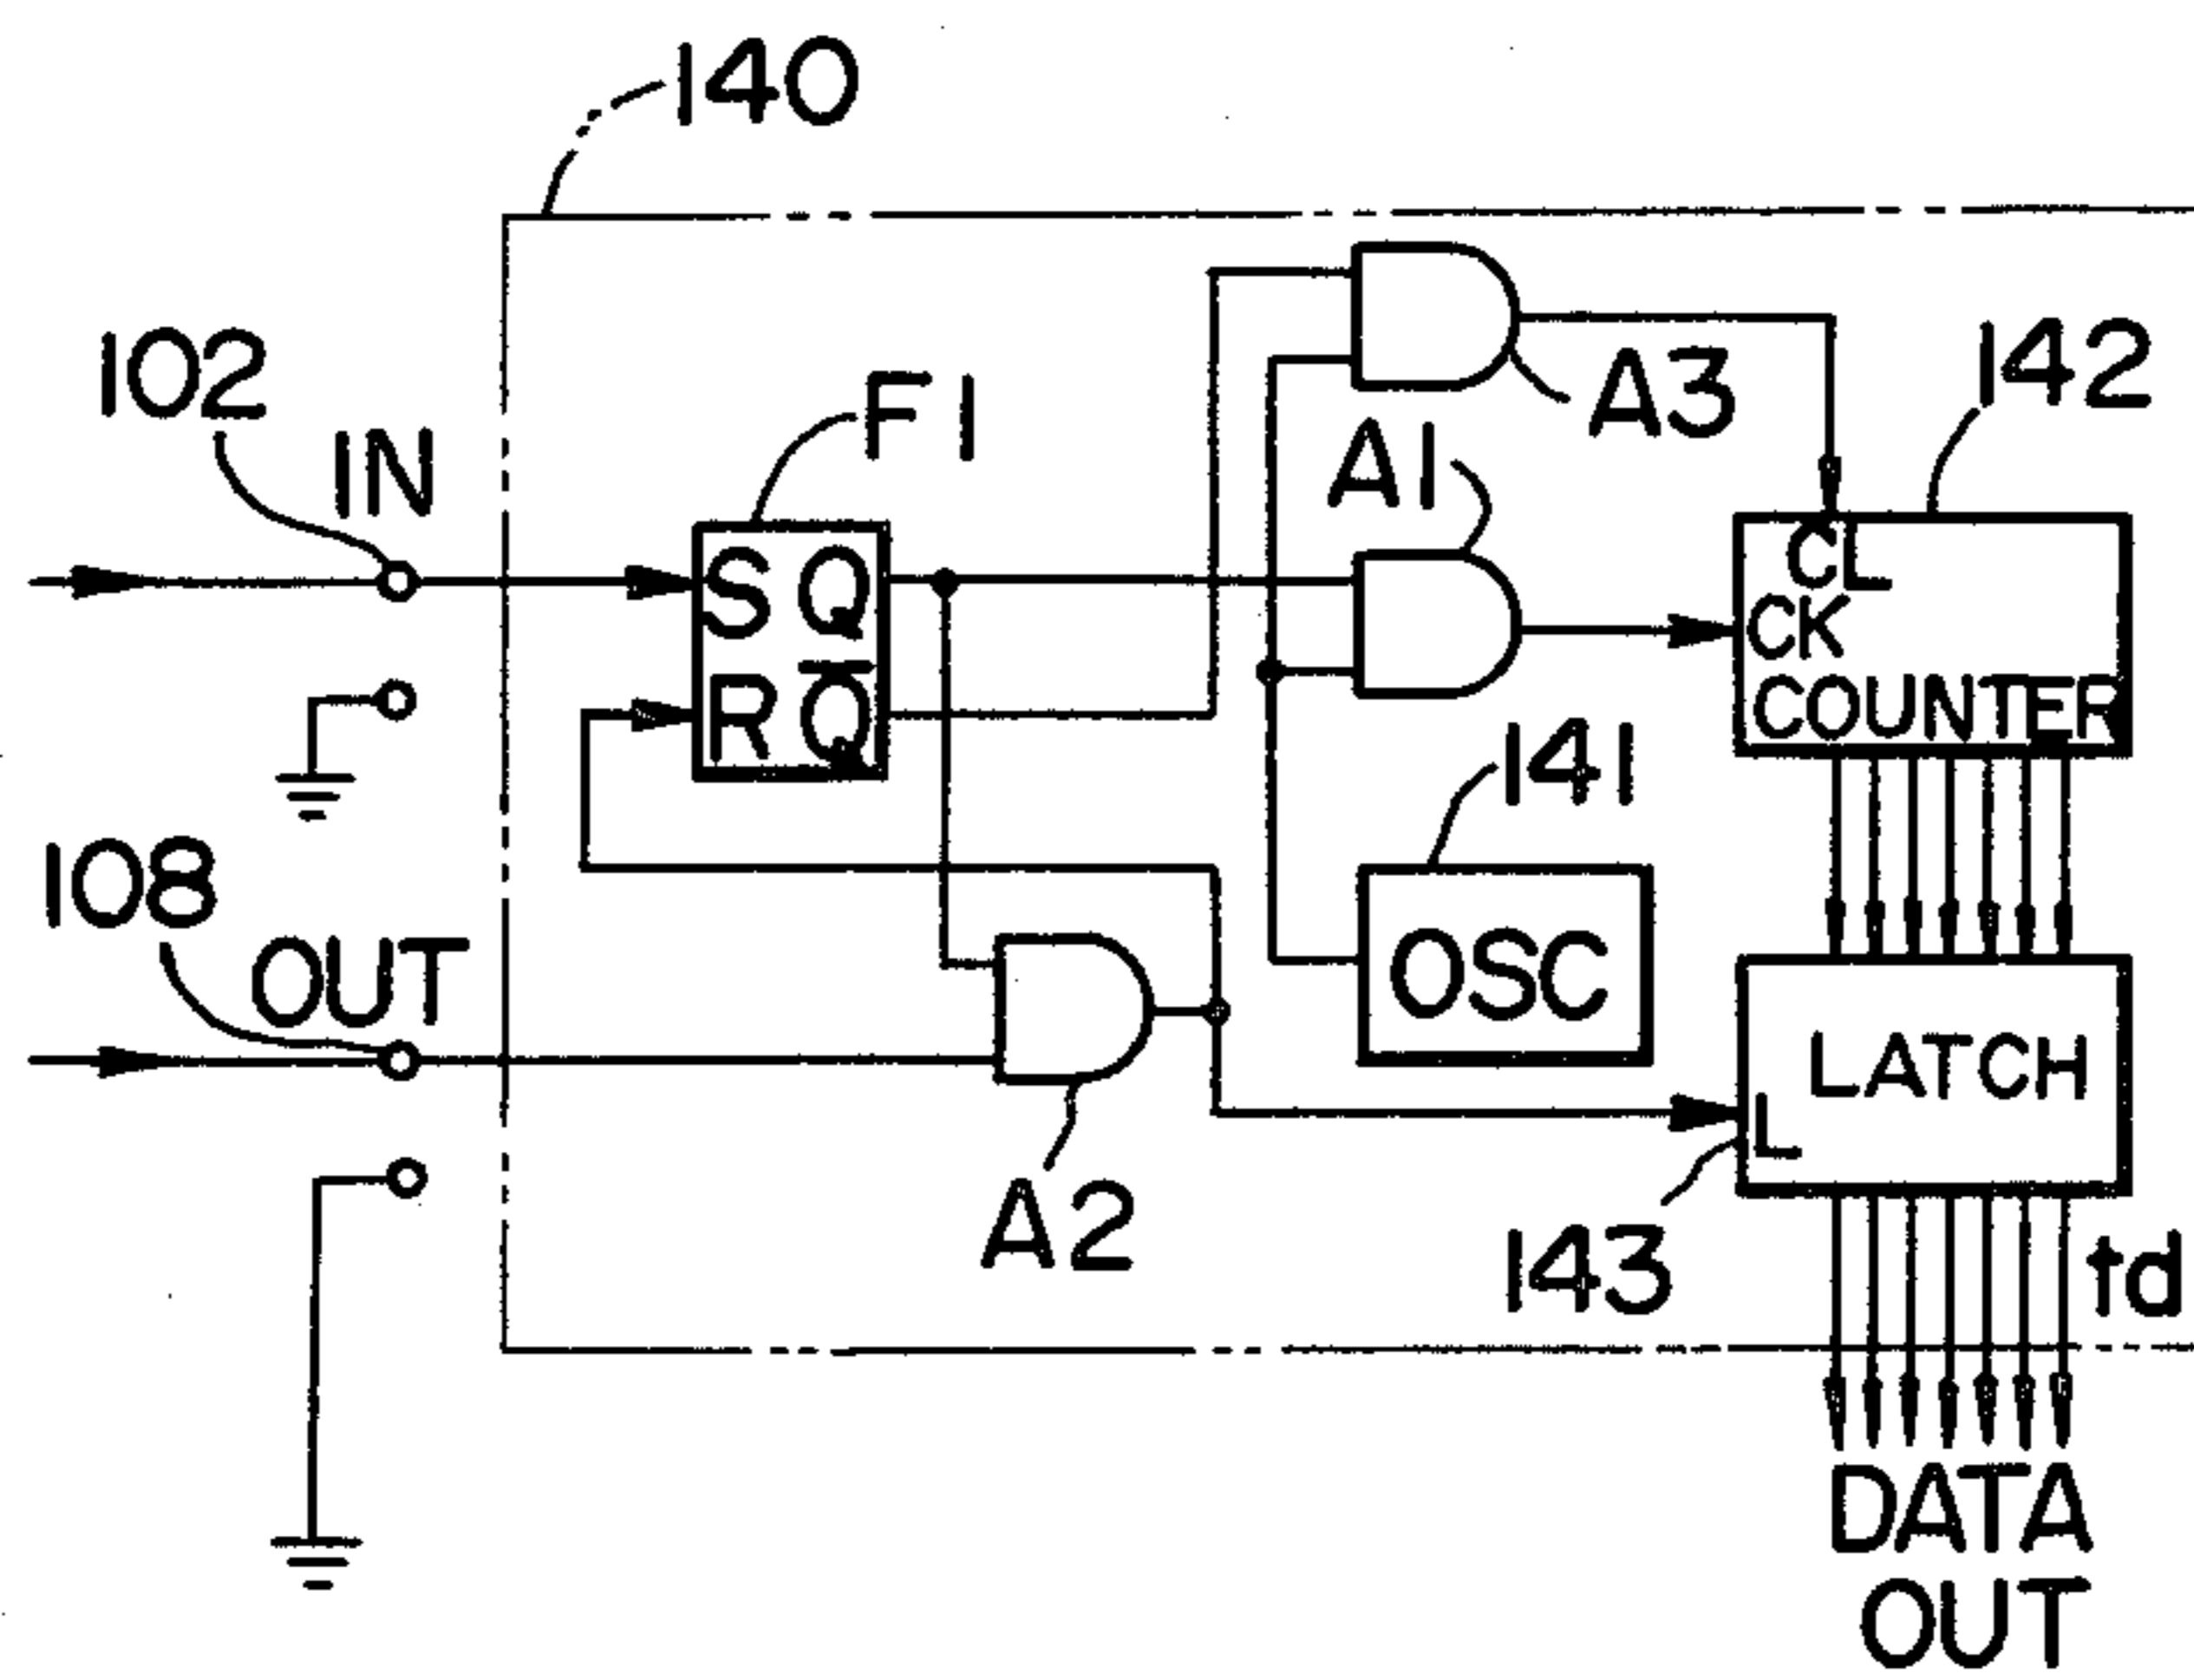 140
102
IN
F1
A3
142
A1
S Q
R Q̅
CL
CK
COUNTER
141
108
OUT
OSC
LATCH
L
A2
143
td
DATA
OUT